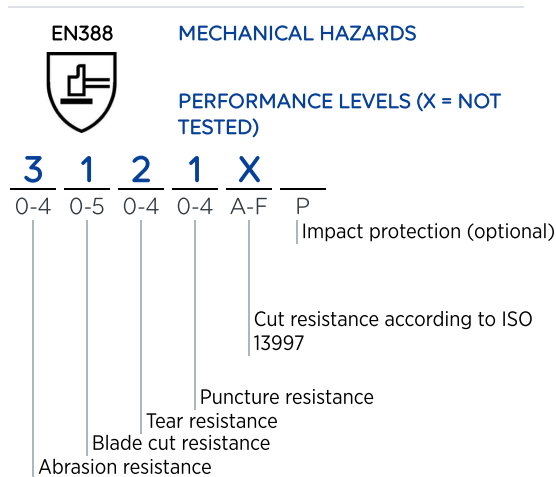 EN388
MECHANICAL HAZARDS
PERFORMANCE LEVELS (X = NOT
TESTED)
3 1 2 1 X
0-4 0-5 0-4 0-4 A-F P
Impact protection (optional)
Cut resistance according to ISO
13997
Puncture resistance
Tear resistance
Blade cut resistance
Abrasion resistance